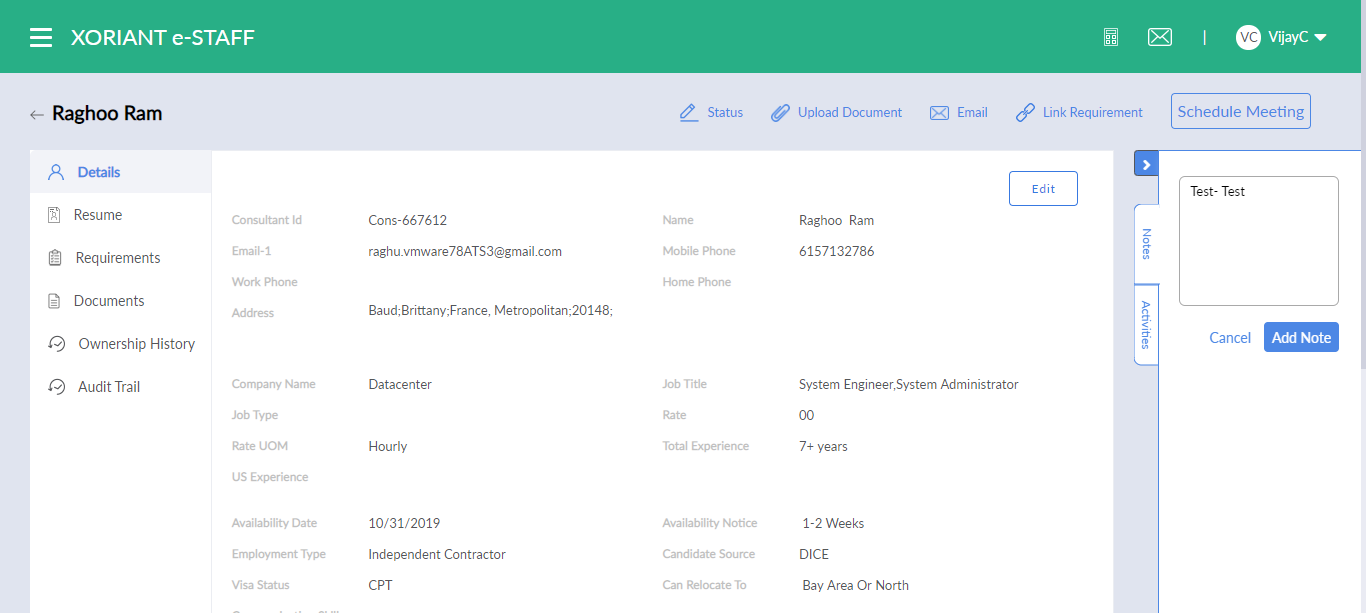 XORIANT e-STAFF
| VC VijayC
Raghoo Ram
Status Upload Document Email Link Requirement Schedule Meeting
Details
Resume
Requirements
Documents
Ownership History
Audit Trail
Edit
Consultant Id Cons-667612 Name Raghoo Ram
Email-1 raghu.vmware78ATS3@gmail.com Mobile Phone 6157132786
Work Phone Home Phone
Address Baud;Brittany;France, Metropolitan;20148;
Company Name Datacenter Job Title System Engineer,System Administrator
Job Type Rate 00
Rate UOM Hourly Total Experience 7+ years
US Experience
Availability Date 10/31/2019 Availability Notice 1-2 Weeks
Employment Type Independent Contractor Candidate Source DICE
Visa Status CPT Can Relocate To Bay Area Or North
Notes
Activities
Test- Test
Cancel Add Note